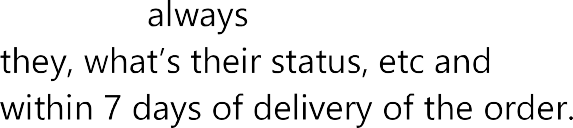 always
they, what’s their status, etc and
within 7 days of delivery of the order.